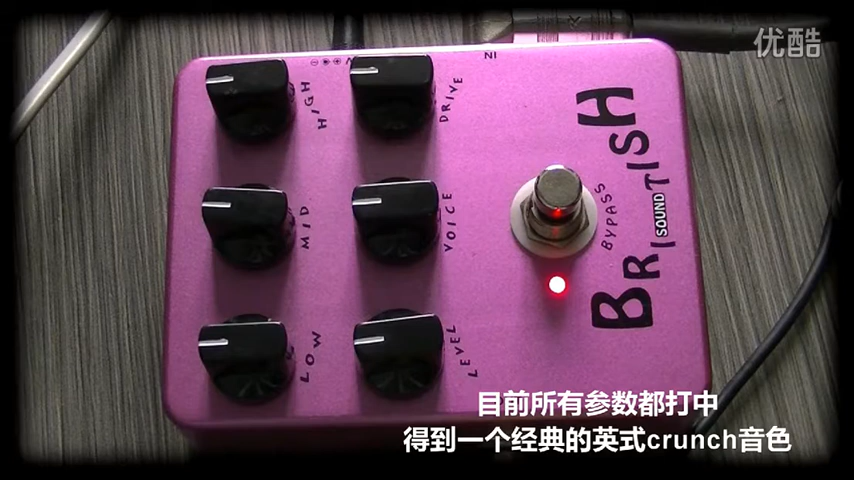 优酷
IN
HIGH
DRIVE
MID
VOICE
LOW
LEVEL
BYPASS
BRITISH
SOUND
目前所有参数都打中
得到一个经典的英式crunch音色